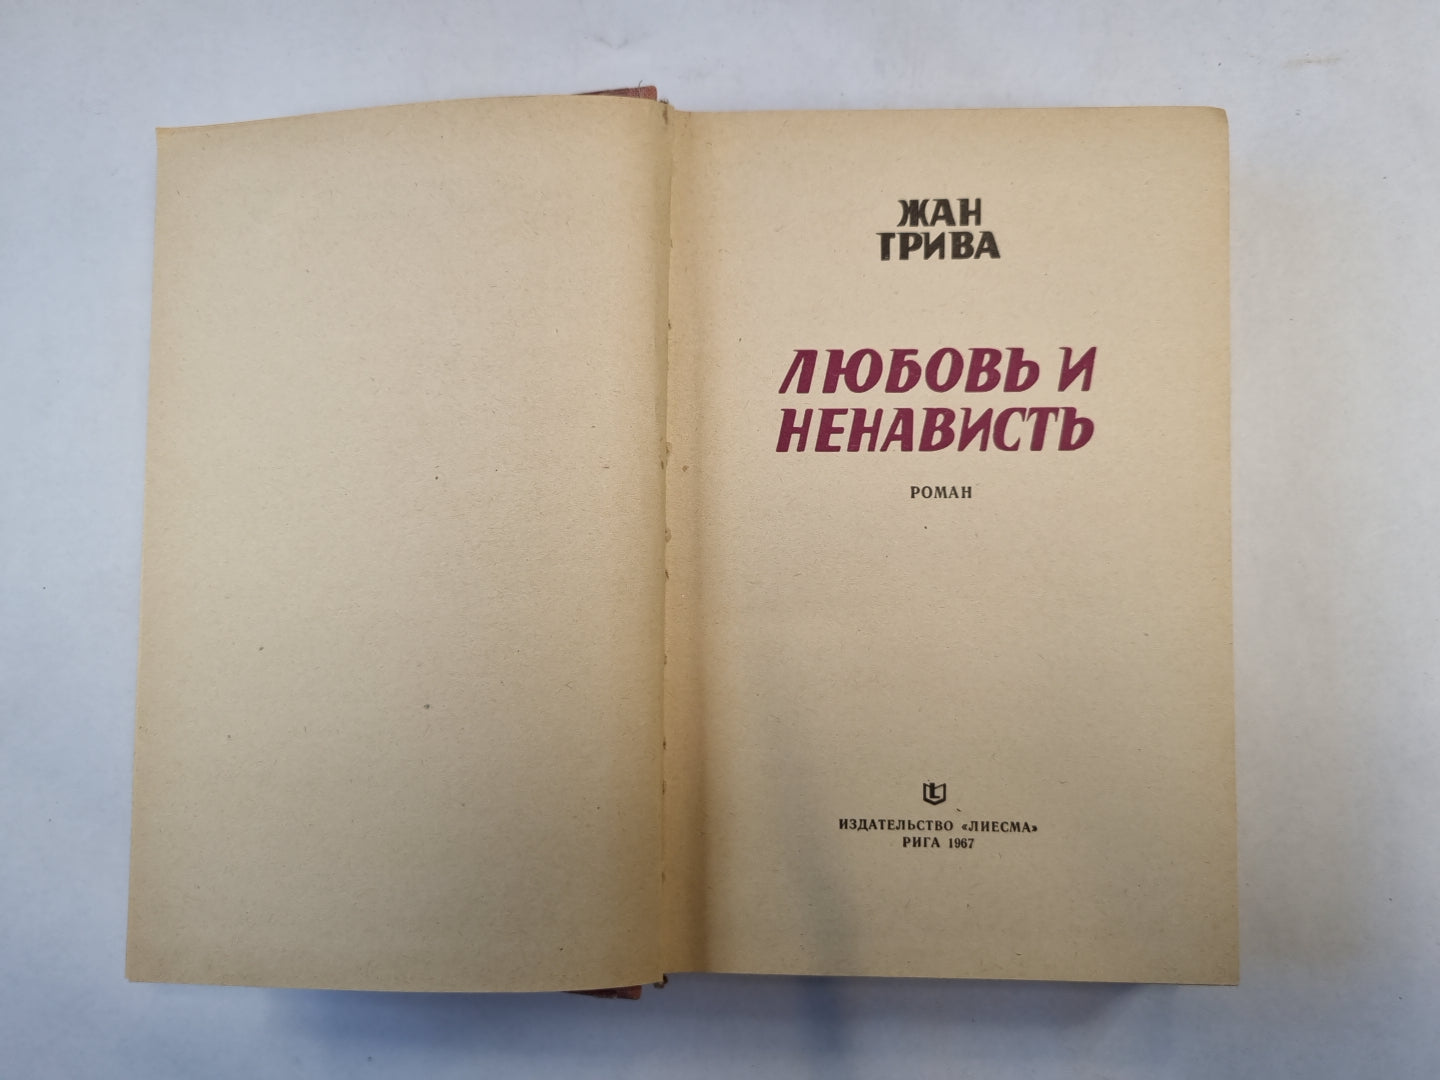 ЖАН
ГРИВА
ЛЮБОВЬ И
НЕНАВИСТЬ
РОМАН
L
ИЗДАТЕЛЬСТВО «ЛИЕСМА»
РИГА 1967